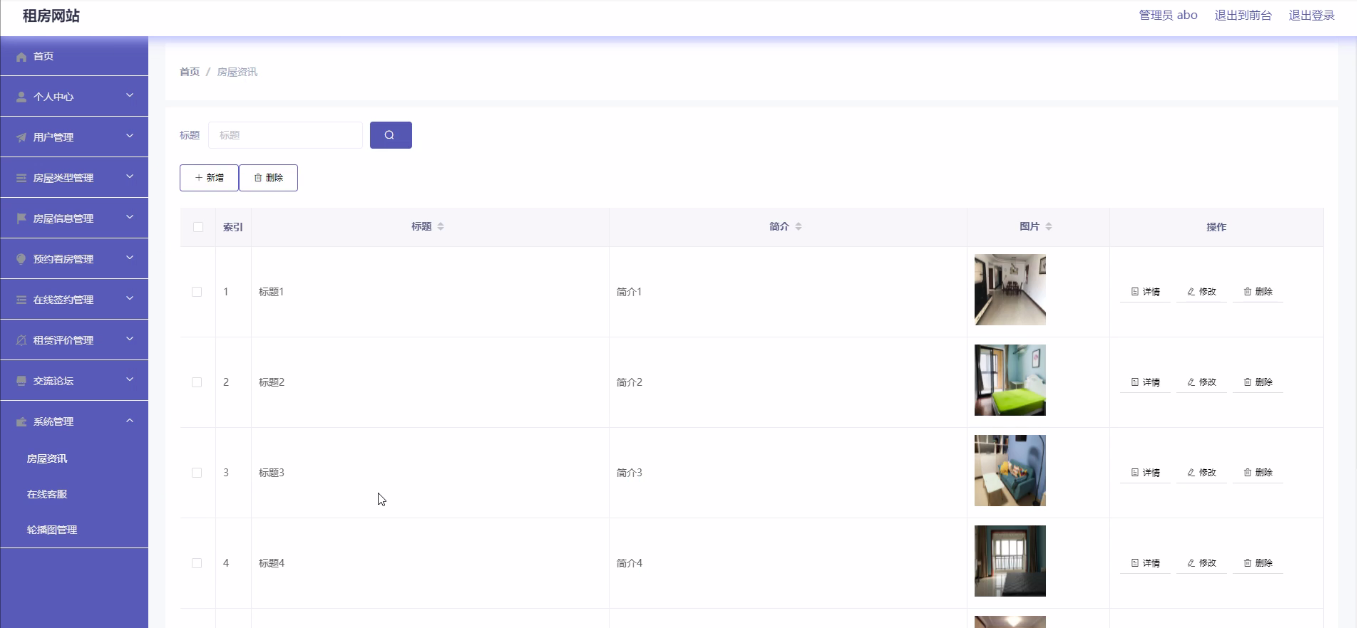 租房网站
管理员 abo 退出到前台 退出登录
首页
个人中心
用户管理
房屋类型管理
房屋信息管理
预约看房管理
在线签约管理
租赁评价管理
交流论坛
系统管理
房屋资讯
在线客服
轮播图管理
首页 / 房屋资讯
标题 标题
新增 删除
索引 标题 简介 图片 操作
1 标题1 简介1 详情 修改 删除
2 标题2 简介2 详情 修改 删除
3 标题3 简介3 详情 修改 删除
4 标题4 简介4 详情 修改 删除